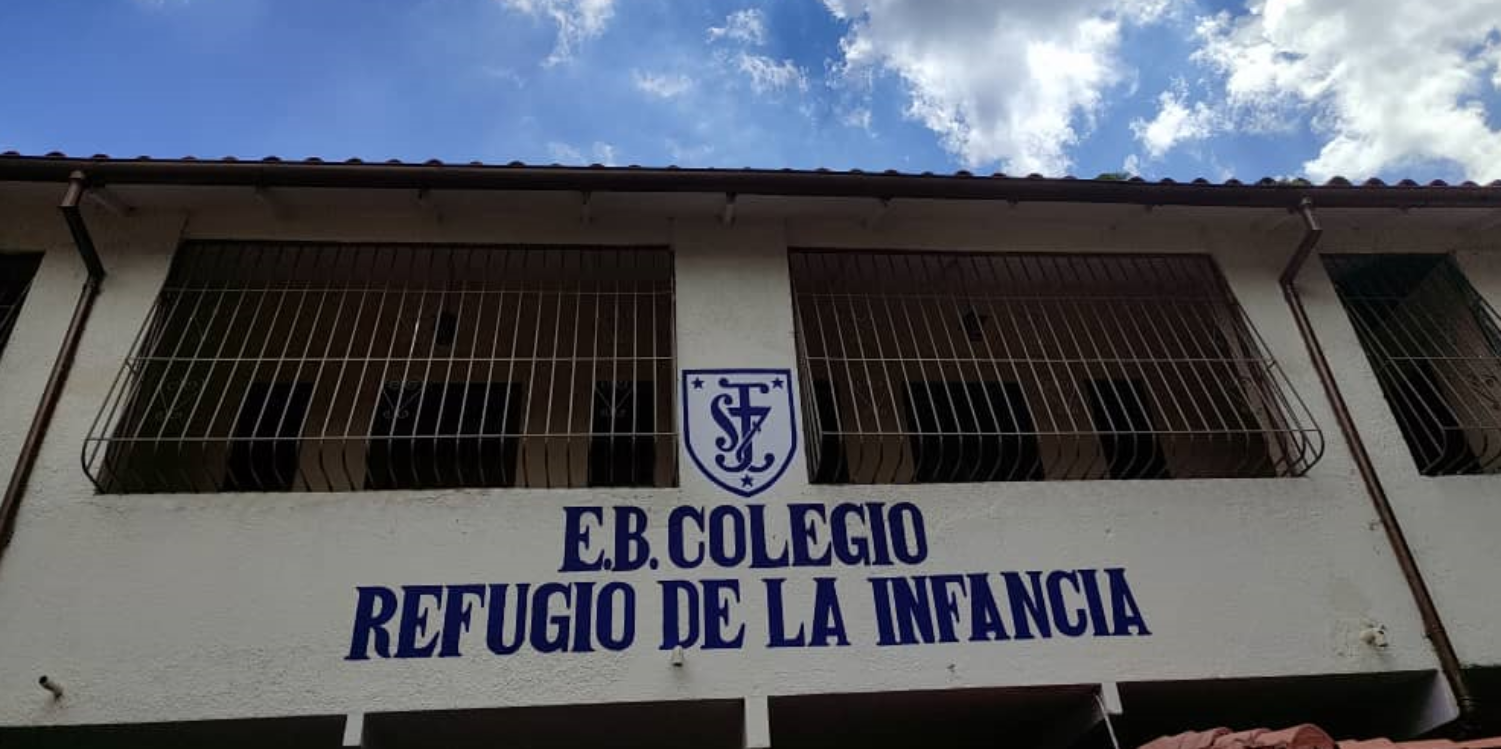 E.B. COLEGIO
REFUGIO DE LA INFANCIA